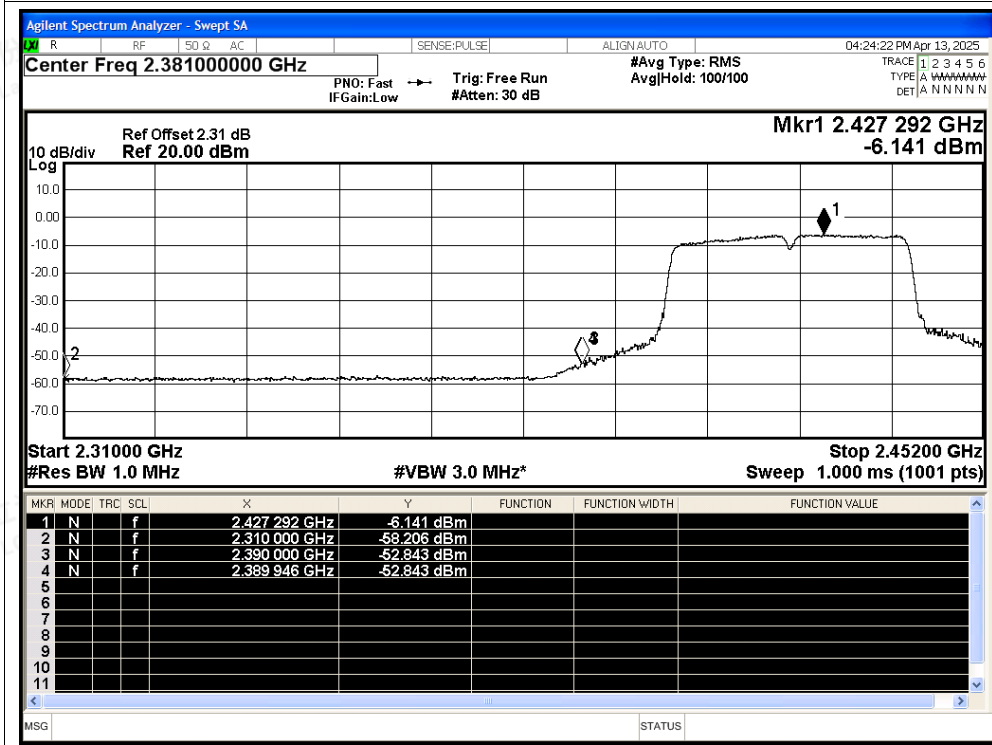 Agilent Spectrum Analyzer - Swept SA
LXI R RF 50 Ω AC SENSE:PULSE ALIGN AUTO 04:24:22 PM Apr 13, 2025
Center Freq 2.381000000 GHz #Avg Type: RMS TRACE 1 2 3 4 5 6
PNO: Fast Trig: Free Run Avg|Hold: 100/100 TYPE A WWWWW
IFGain:Low #Atten: 30 dB DET A N N N N N
Mkr1 2.427 292 GHz
Ref Offset 2.31 dB
10 dB/div Ref 20.00 dBm -6.141 dBm
Log
10.0
0.00
1
-10.0
-20.0
-30.0
-40.0
-50.0
2
-60.0
-70.0
Start 2.31000 GHz Stop 2.45200 GHz
#Res BW 1.0 MHz #VBW 3.0 MHz* Sweep 1.000 ms (1001 pts)
MKR MODE TRC SCL X Y FUNCTION FUNCTION WIDTH FUNCTION VALUE
1 N f 2.427 292 GHz -6.141 dBm
2 N f 2.310 000 GHz -58.206 dBm
3 N f 2.390 000 GHz -52.843 dBm
4 N f 2.389 946 GHz -52.843 dBm
5
6
7
8
9
10
11
MSG STATUS